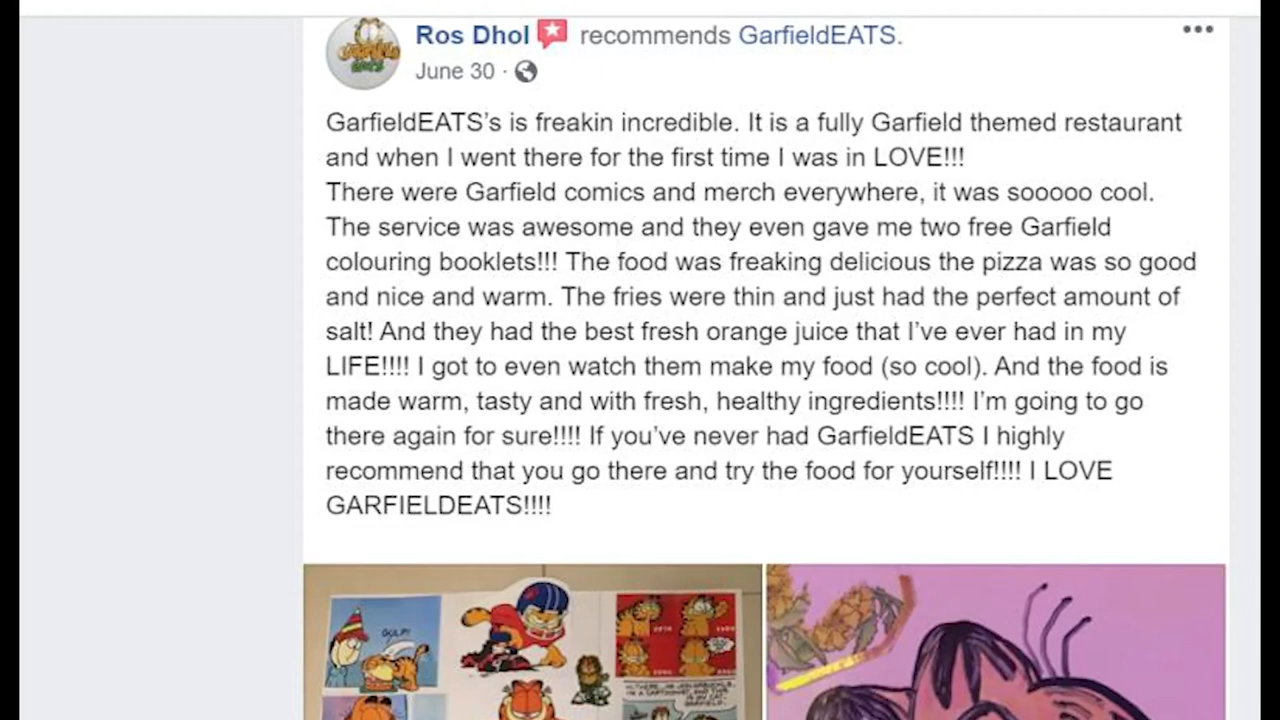 Ros Dhol recommends GarfieldEATS.
June 30 ·
GarfieldEATS's is freakin incredible. It is a fully Garfield themed restaurant
and when I went there for the first time I was in LOVE!!!
There were Garfield comics and merch everywhere, it was sooooo cool.
The service was awesome and they even gave me two free Garfield
colouring booklets!!! The food was freaking delicious the pizza was so good
and nice and warm. The fries were thin and just had the perfect amount of
salt! And they had the best fresh orange juice that I've ever had in my
LIFE!!!! I got to even watch them make my food (so cool). And the food is
made warm, tasty and with fresh, healthy ingredients!!!! I'm going to go
there again for sure!!!! If you've never had GarfieldEATS I highly
recommend that you go there and try the food for yourself!!!! I LOVE
GARFIELDEATS!!!!
GULP!